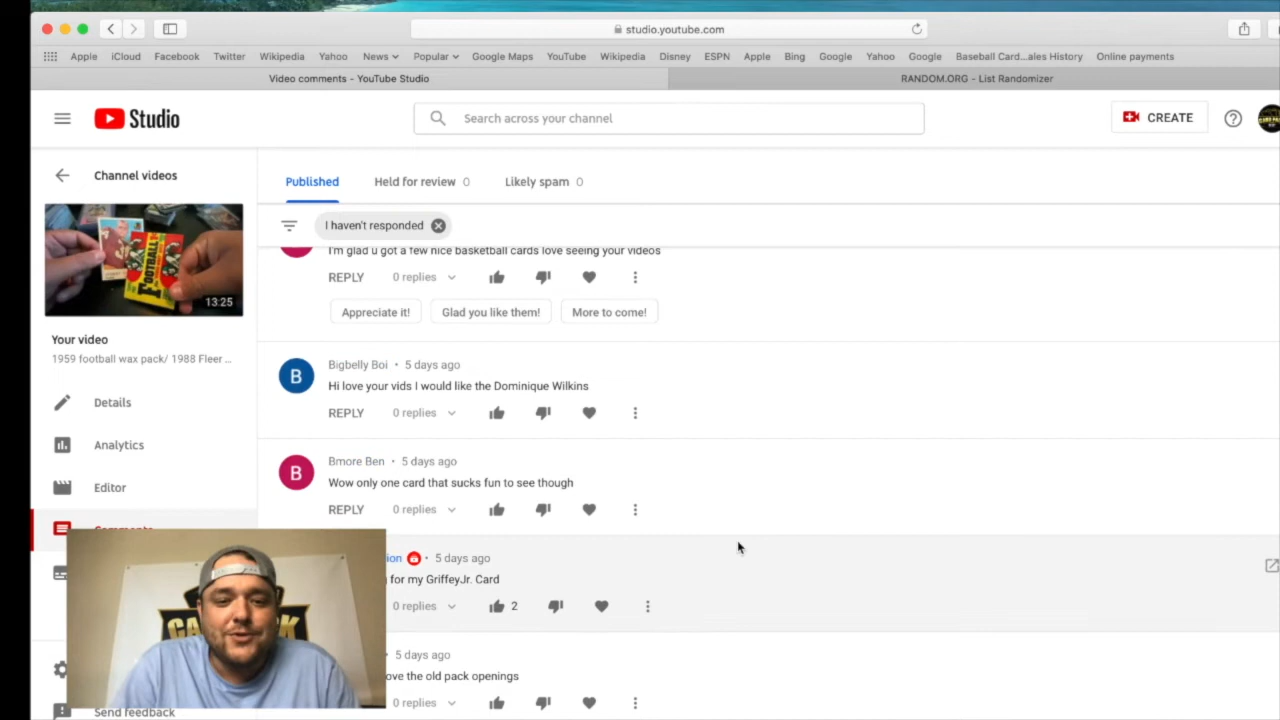 studio.youtube.com
Apple iCloud Facebook Twitter Wikipedia Yahoo News Popular Google Maps YouTube Wikipedia Disney ESPN Apple Bing Google Yahoo Google Baseball Card...ales History Online payments
Video comments - YouTube Studio RANDOM.ORG - List Randomizer
Studio
Search across your channel
CREATE
Channel videos
Published Held for review 0 Likely spam 0
I haven't responded
FOOTBALL
13:25
I'm glad u got a few nice basketball cards love seeing your videos
REPLY 0 replies
Appreciate it! Glad you like them! More to come!
Your video
1959 football wax pack/ 1988 Fleer ...
B
Bigbelly Boi • 5 days ago
Hi love your vids I would like the Dominique Wilkins
REPLY 0 replies
Details
Analytics
Editor
Comments
B
Bmore Ben • 5 days ago
Wow only one card that sucks fun to see though
REPLY 0 replies
ion • 5 days ago
for my GriffeyJr. Card
0 replies 2
5 days ago
ove the old pack openings
0 replies
Send feedback